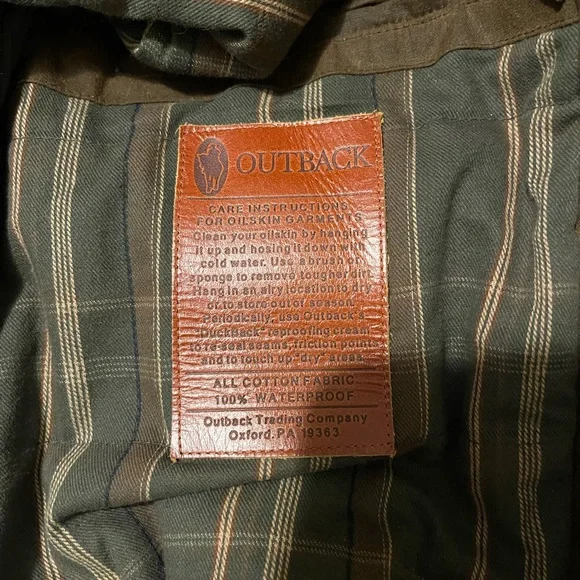 OUTBACK
CARE INSTRUCTIONS
FOR OILSKIN GARMENTS
Clean your oilskin by hanging
it up and hosing it down with
cold water. Use a brush or
sponge to remove tougher dirt.
Hang in an airy location to dry
or to store out of season.
Periodically, use Outback's
"DuckBack" reproofing cream
to re-seal seams, friction points
and to touch up "dry" areas.
ALL COTTON FABRIC
100% WATERPROOF
Outback Trading Company
Oxford, PA 19363